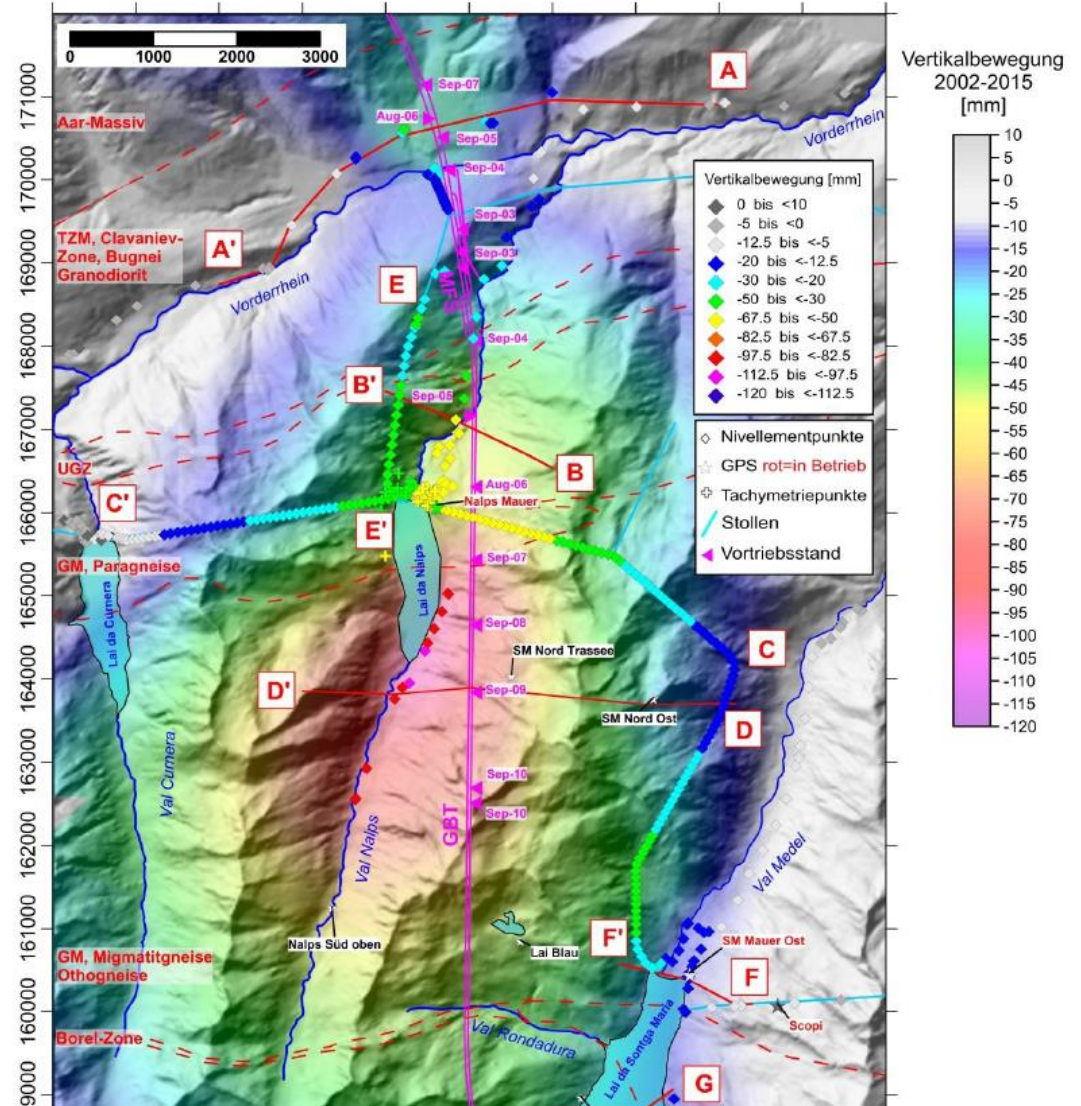 0 1000 2000 3000
171000
170000
169000
168000
167000
166000
165000
164000
163000
162000
161000
160000
Aar-Massiv
TZM, Clavaniev-
Zone, Bugnei
Granodiorit
UGZ
GM, Paragneise
GM, Migmatitgneise
Othogneise
Borel-Zone
A
A'
E
B'
B
C'
E'
C
D'
D
F'
F
G
Sep-07
Aug-06
Sep-05
Sep-04
Sep-03
Sep-03
MFS
Sep-04
Sep-05
Aug-06
Sep-07
Sep-08
Sep-09
Sep-10
Sep-10
GBT
Vorderrhein
Vorderrhein
Nalps Mauer
Lai da Curnera
Lai da Nalps
SM Nord Trassee
SM Nord Ost
Val Curnera
Val Nalps
Val Medel
Nalps Süd oben
Lai Blau
SM Mauer Ost
Scopi
Val Rondadura
Lai da Sontga Maria
Vertikalbewegung [mm]
0 bis <10
-5 bis <0
-12.5 bis <-5
-20 bis <-12.5
-30 bis <-20
-50 bis <-30
-67.5 bis <-50
-82.5 bis <-67.5
-97.5 bis <-82.5
-112.5 bis <-97.5
-120 bis <-112.5
Nivellementpunkte
GPS rot=in Betrieb
Tachymetriepunkte
Stollen
Vortriebsstand
Vertikalbewegung
2002-2015
[mm]
10
5
0
-5
-10
-15
-20
-25
-30
-35
-40
-45
-50
-55
-60
-65
-70
-75
-80
-85
-90
-95
-100
-105
-110
-115
-120